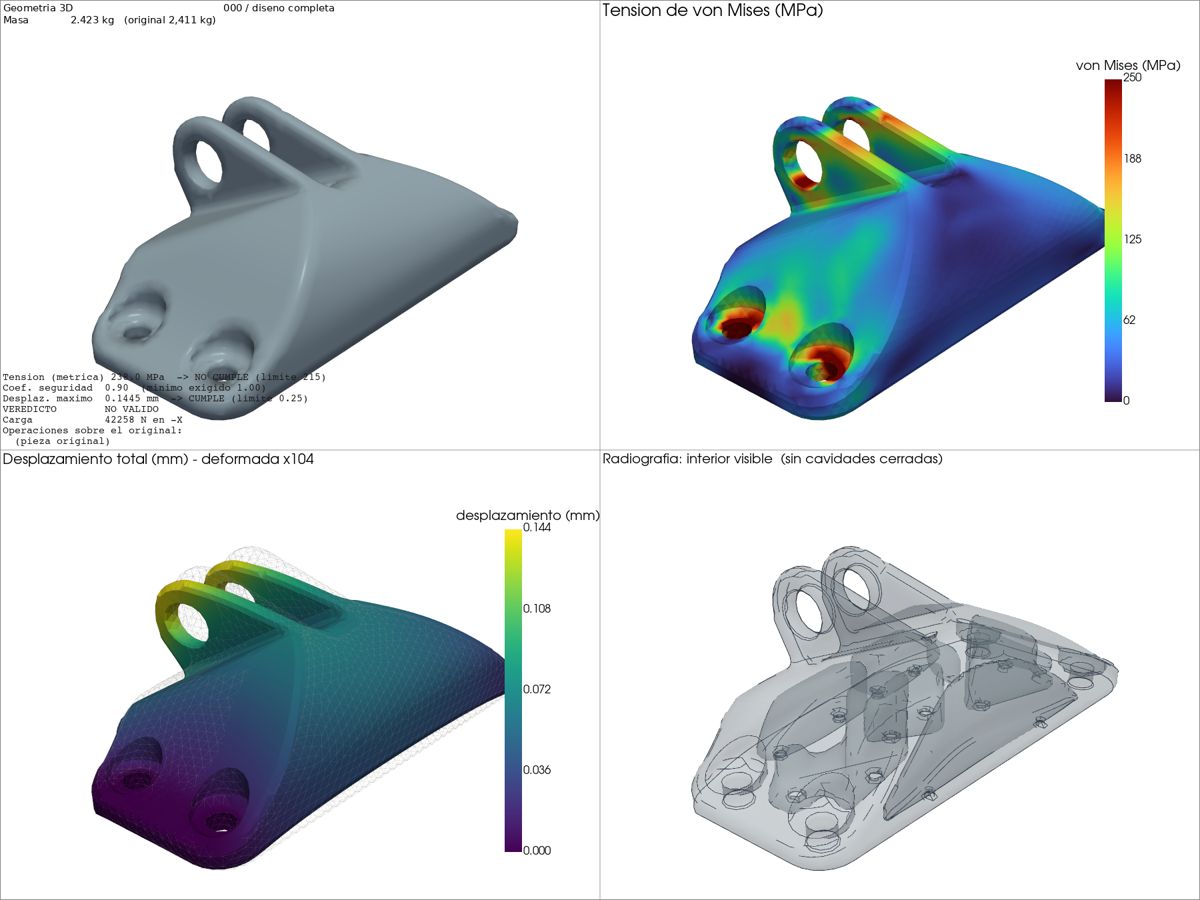 Geometria 3D 000 / diseno completa
Masa 2.423 kg (original 2,411 kg)
Tension (metrica) 238.0 MPa -> NO CUMPLE (limite 215)
Coef. seguridad 0.90 (minimo exigido 1.00)
Desplaz. maximo 0.1445 mm -> CUMPLE (limite 0.25)
VEREDICTO NO VALIDO
Carga 42258 N en -X
Operaciones sobre el original:
(pieza original)
Tension de von Mises (MPa)
von Mises (MPa)
250
188
125
62
0
Desplazamiento total (mm) - deformada x104
desplazamiento (mm)
0.144
0.108
0.072
0.036
0.000
Radiografia: interior visible (sin cavidades cerradas)